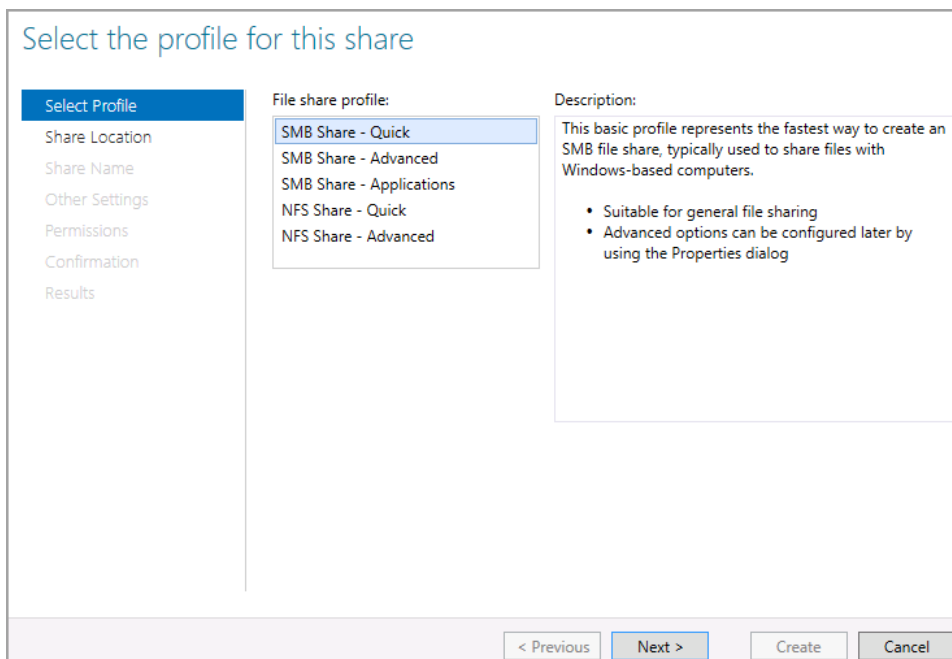 Select the profile for this share
Select Profile
Share Location
Share Name
Other Settings
Permissions
Confirmation
Results
File share profile:
SMB Share - Quick
SMB Share - Advanced
SMB Share - Applications
NFS Share - Quick
NFS Share - Advanced
Description:
This basic profile represents the fastest way to create an
SMB file share, typically used to share files with
Windows-based computers.
• Suitable for general file sharing
• Advanced options can be configured later by
using the Properties dialog
< Previous
Next >
Create
Cancel